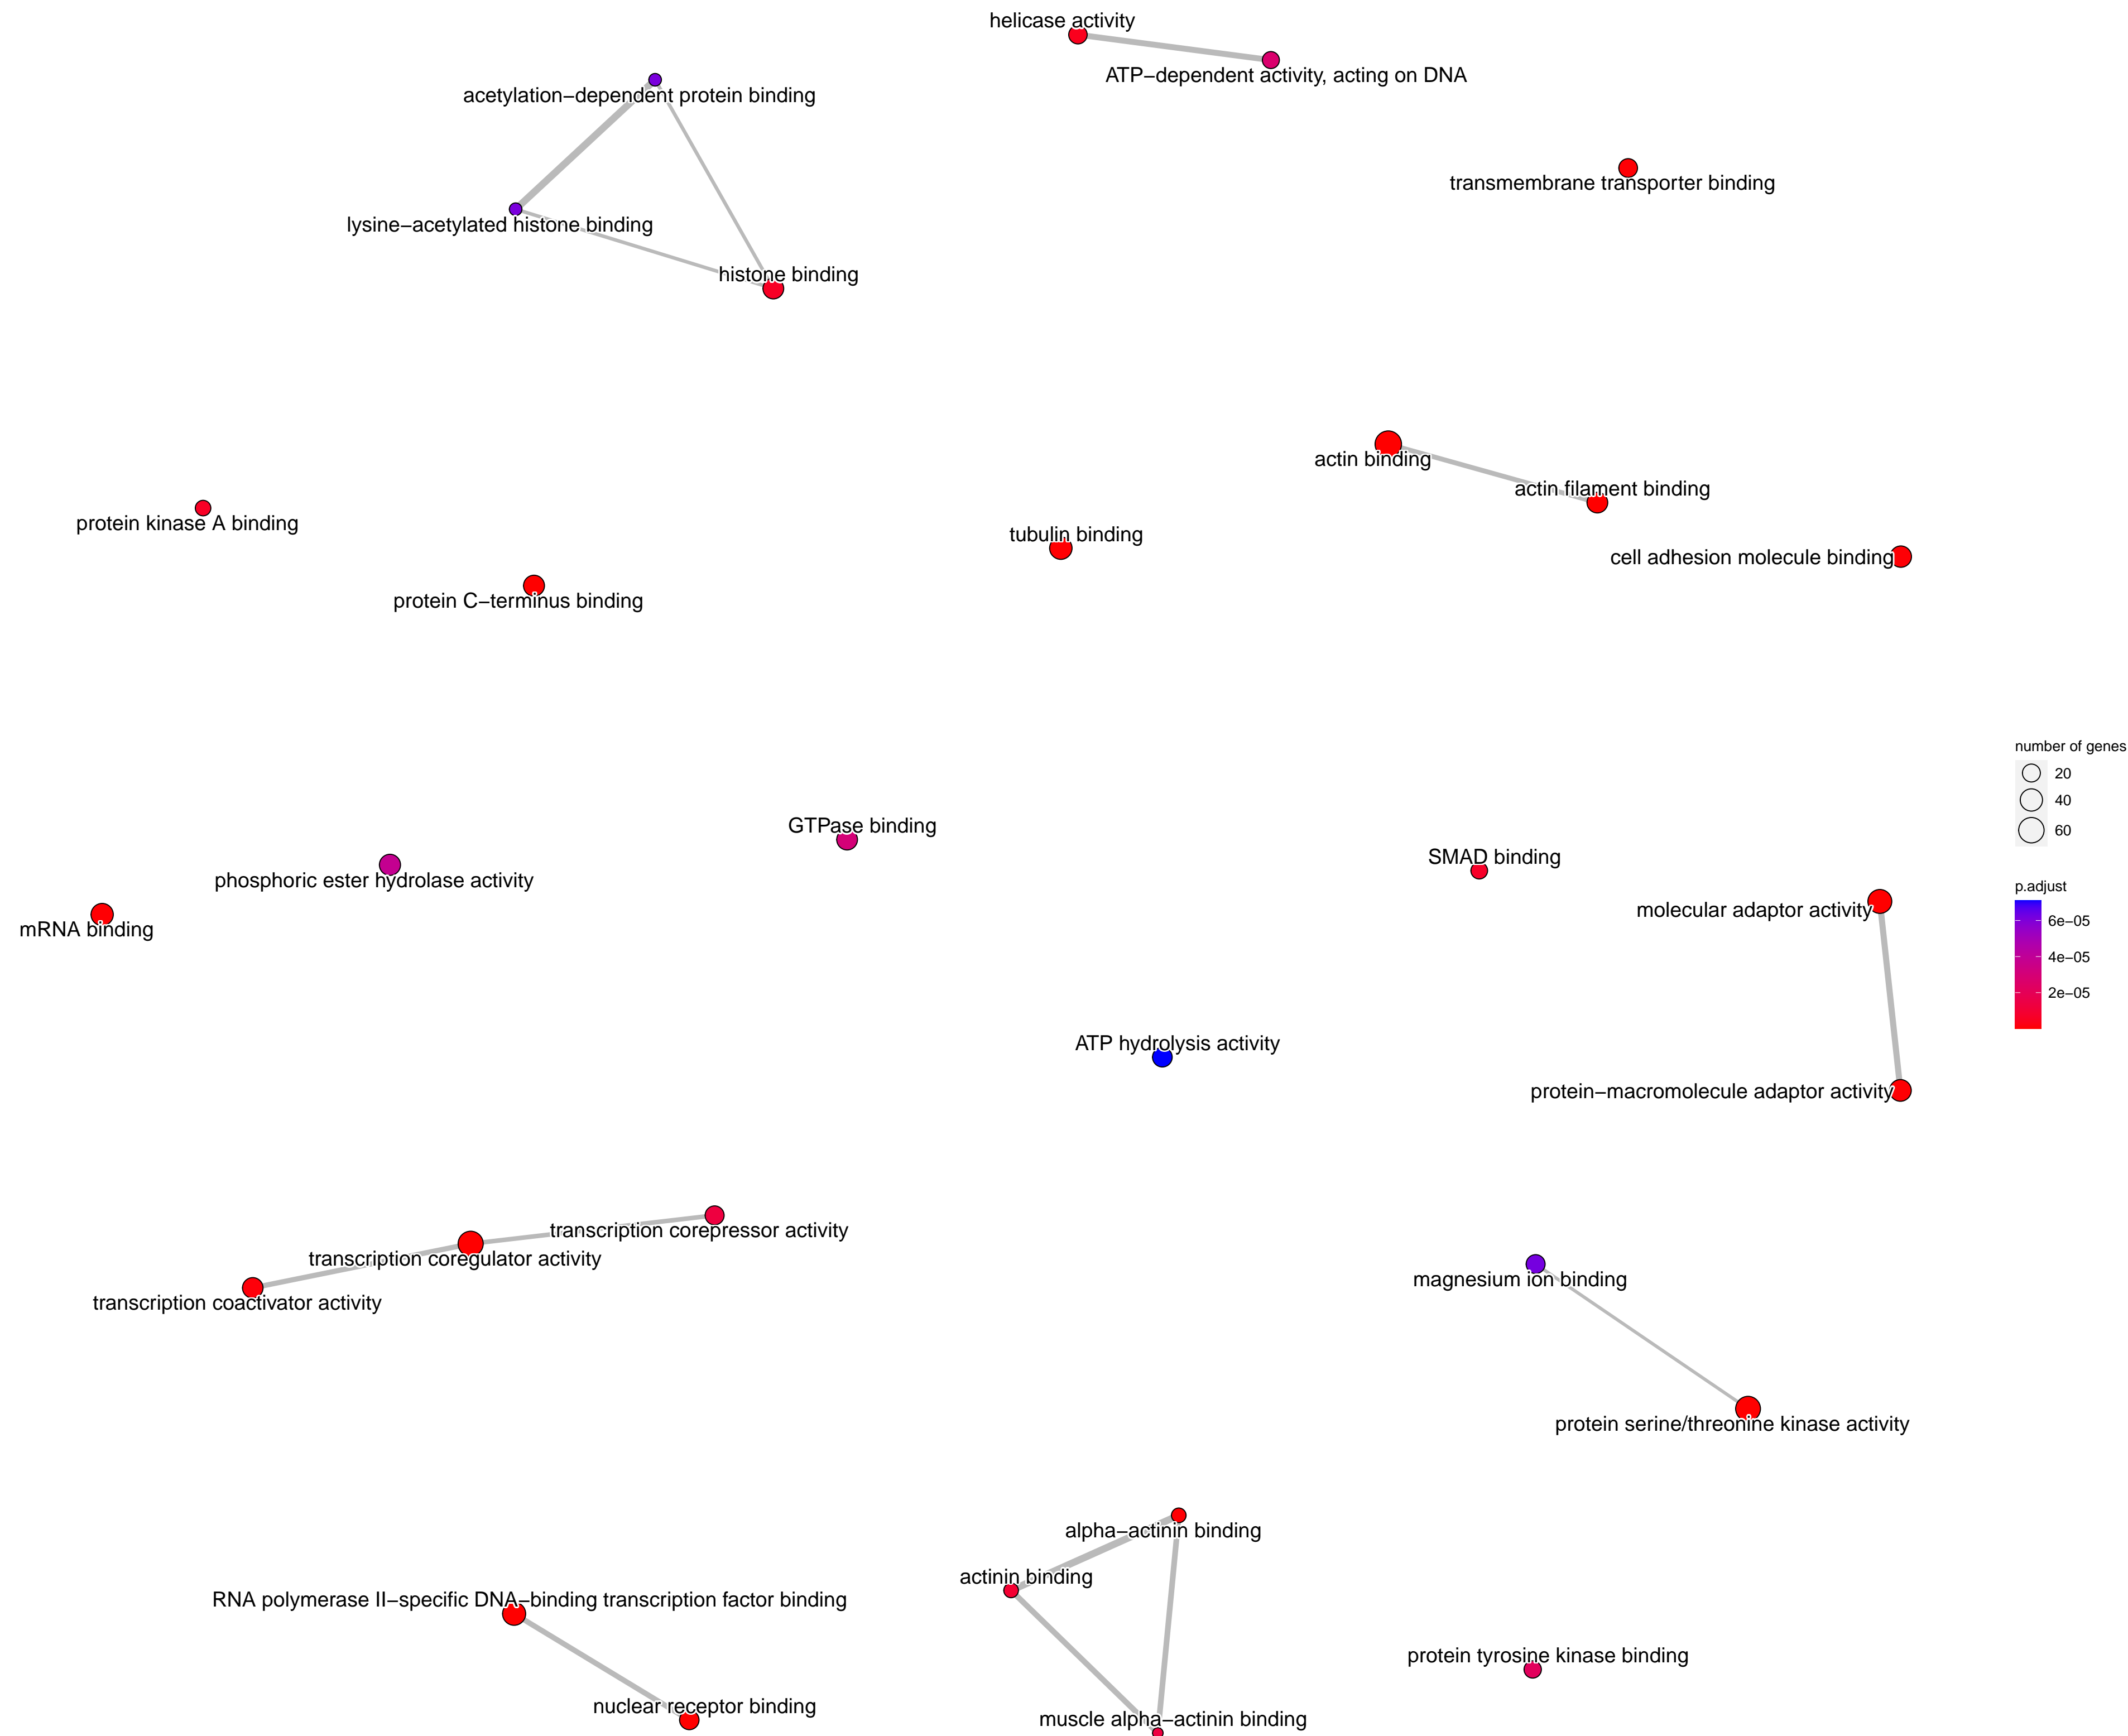 helicase activity
ATP−dependent activity, acting on DNA
acetylation−dependent protein binding
transmembrane transporter binding
lysine−acetylated histone binding
histone binding
actin binding
actin filament binding
protein kinase A binding
tubulin binding
cell adhesion molecule binding
protein C−terminus binding
number of genes
20
40
60
GTPase binding
SMAD binding
phosphoric ester hydrolase activity
p.adjust
6e−05
4e−05
2e−05
molecular adaptor activity
mRNA binding
ATP hydrolysis activity
protein−macromolecule adaptor activity
transcription corepressor activity
transcription coregulator activity
magnesium ion binding
transcription coactivator activity
protein serine/threonine kinase activity
alpha−actinin binding
actinin binding
RNA polymerase II−specific DNA−binding transcription factor binding
protein tyrosine kinase binding
nuclear receptor binding
muscle alpha−actinin binding